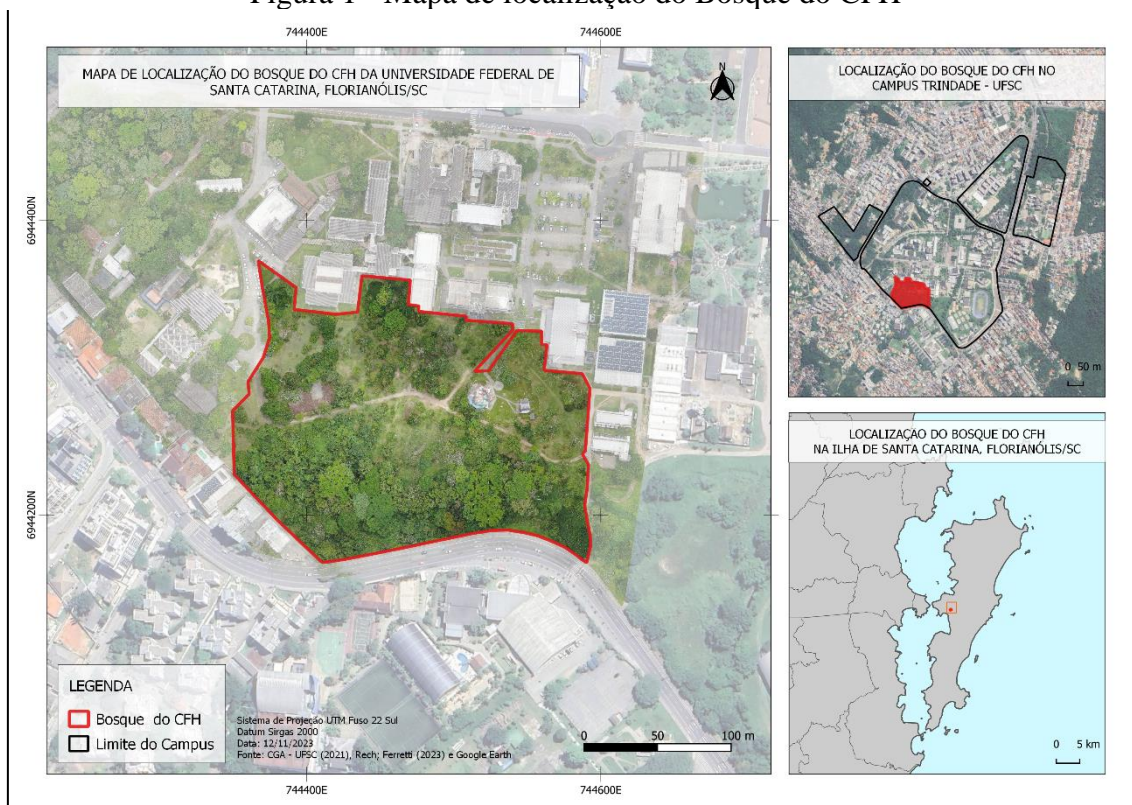 Figura 1 - Mapa de localização do Bosque do CFH
744400E
744600E
MAPA DE LOCALIZAÇÃO DO BOSQUE DO CFH DA UNIVERSIDADE FEDERAL DE
SANTA CATARINA, FLORIANÓLIS/SC
N
6944400N
6944200N
LEGENDA
Bosque do CFH
Limite do Campus
Sistema de Projeção UTM Fuso 22 Sul
Datum Sirgas 2000
Data: 12/11/2023
Fonte: CGA - UFSC (2021), Rech; Ferretti (2023) e Google Earth
0 50 100 m
744400E
744600E
LOCALIZAÇÃO DO BOSQUE DO CFH NO
CAMPUS TRINDADE - UFSC
0 50 m
LOCALIZAÇÃO DO BOSQUE DO CFH
NA ILHA DE SANTA CATARINA, FLORIANÓLIS/SC
0 5 km